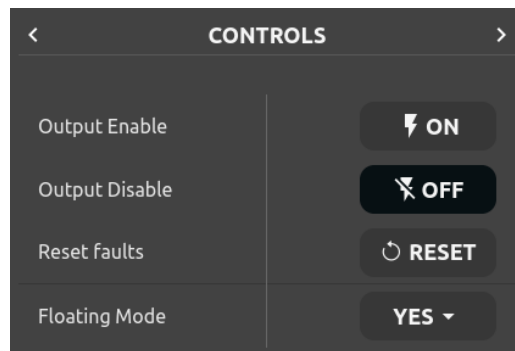 CONTROLS
Output Enable ON
Output Disable OFF
Reset faults RESET
Floating Mode YES